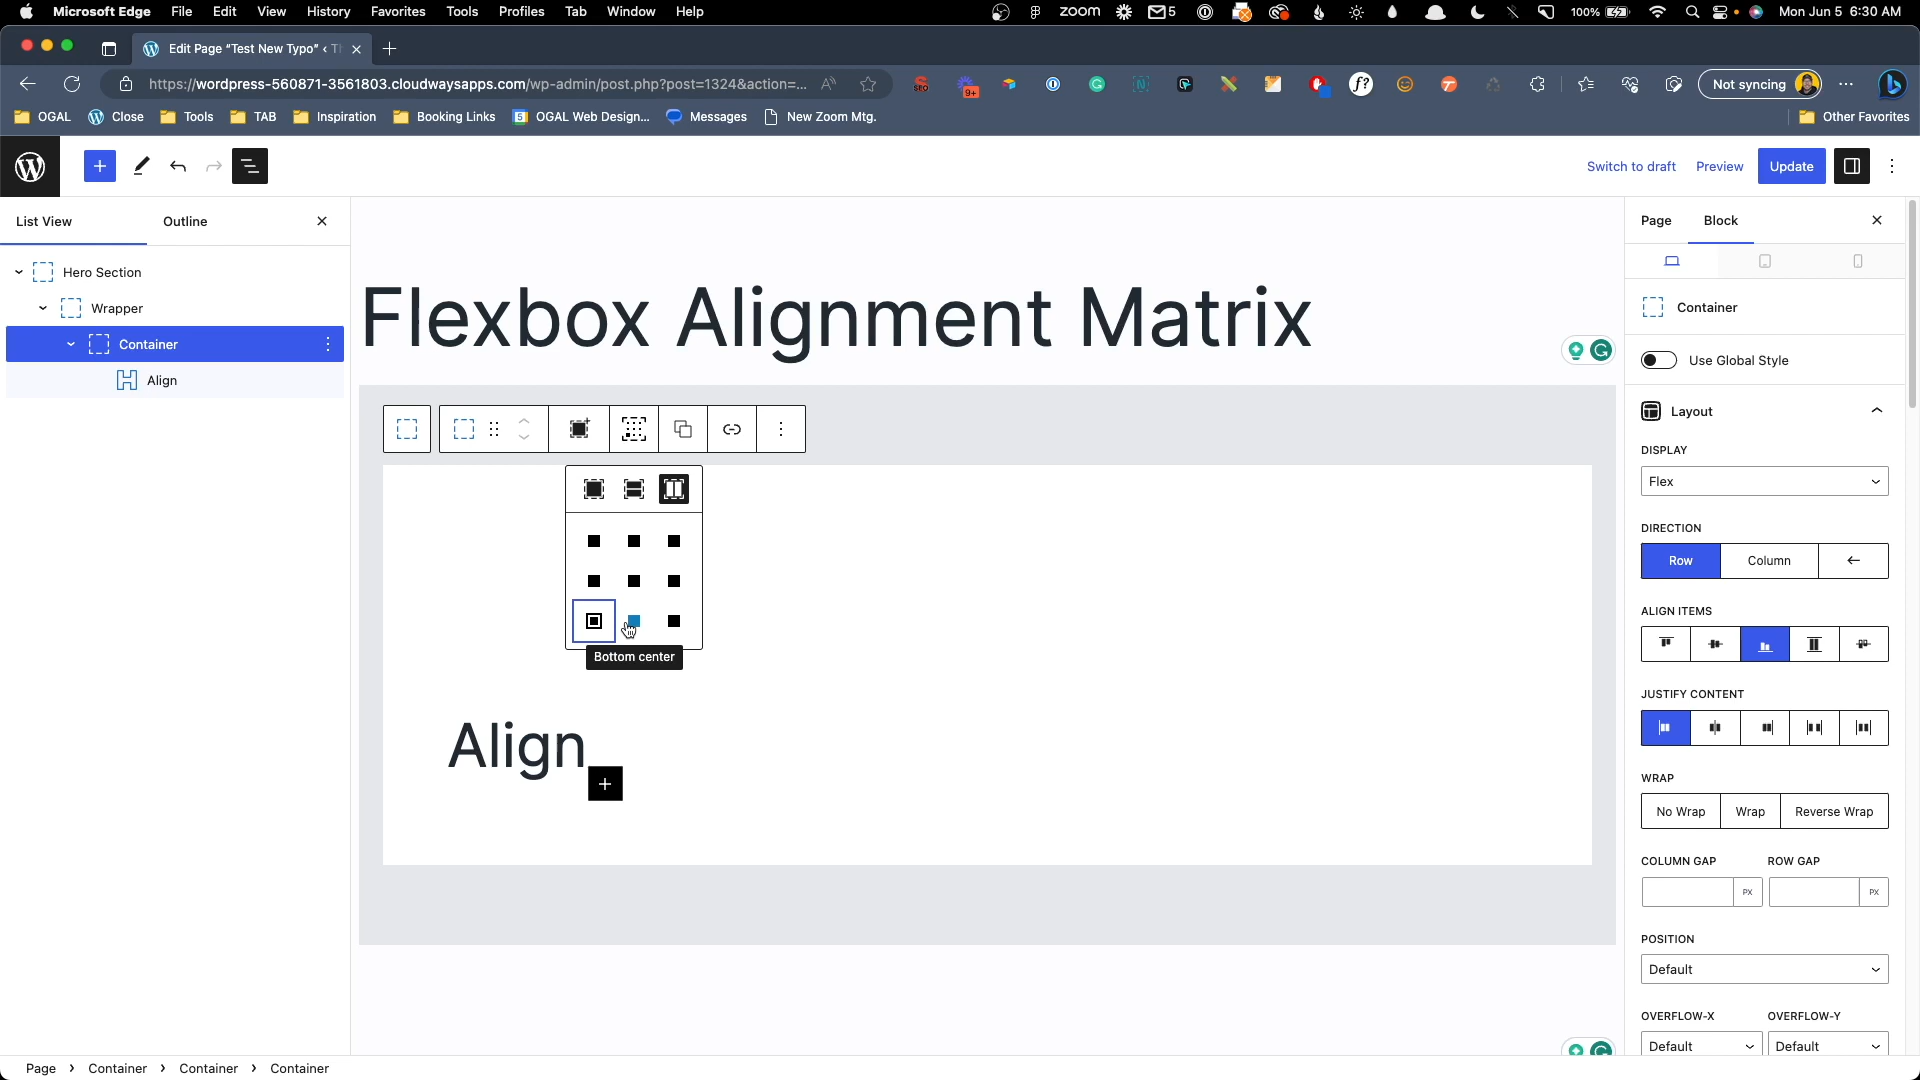 Microsoft Edge File Edit View History Favorites Tools Profiles Tab Window Help
zoom 5 100% Mon Jun 5 6:30 AM
Edit Page “Test New Typo” ‹ Th
https://wordpress-560871-3561803.cloudwaysapps.com/wp-admin/post.php?post=1324&action=...
SEO 9+ f? Not syncing
OGAL Close Tools TAB Inspiration Booking Links OGAL Web Design... Messages New Zoom Mtg. Other Favorites
Switch to draft Preview Update
List View Outline
Page Block
Hero Section
Wrapper
Container
Align
Flexbox Alignment Matrix
Bottom center
Align
Container
Use Global Style
Layout
DISPLAY
Flex
DIRECTION
Row Column
ALIGN ITEMS
JUSTIFY CONTENT
WRAP
No Wrap Wrap Reverse Wrap
COLUMN GAP ROW GAP
PX PX
POSITION
Default
OVERFLOW-X OVERFLOW-Y
Default Default
Page › Container › Container › Container